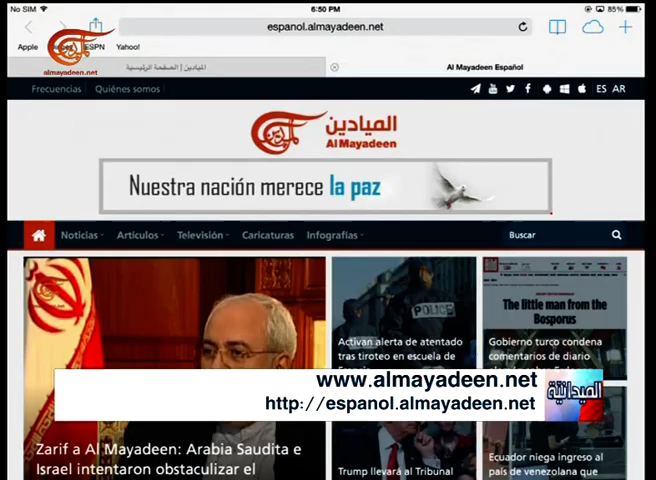 No SIM 6:50 PM 85%
espanol.almayadeen.net
Apple ESPN Yahoo!
almayadeen.net
الميادين | الصفحة الرئيسية
Al Mayadeen Español
Frecuencias Quiénes somos
ES AR
الميادين
Al Mayadeen
Nuestra nación merece la paz
Noticias Artículos Televisión Caricaturas Infografías Buscar
Activan alerta de atentado
tras tiroteo en escuela de
The little man from the
Bosporus
Gobierno turco condena
comentarios de diario
www.almayadeen.net
http://espanol.almayadeen.net
الميدانية
Zarif a Al Mayadeen: Arabia Saudita e
Israel intentaron obstaculizar el
Trump llevará al Tribunal
Ecuador niega ingreso al
país de venezolana que